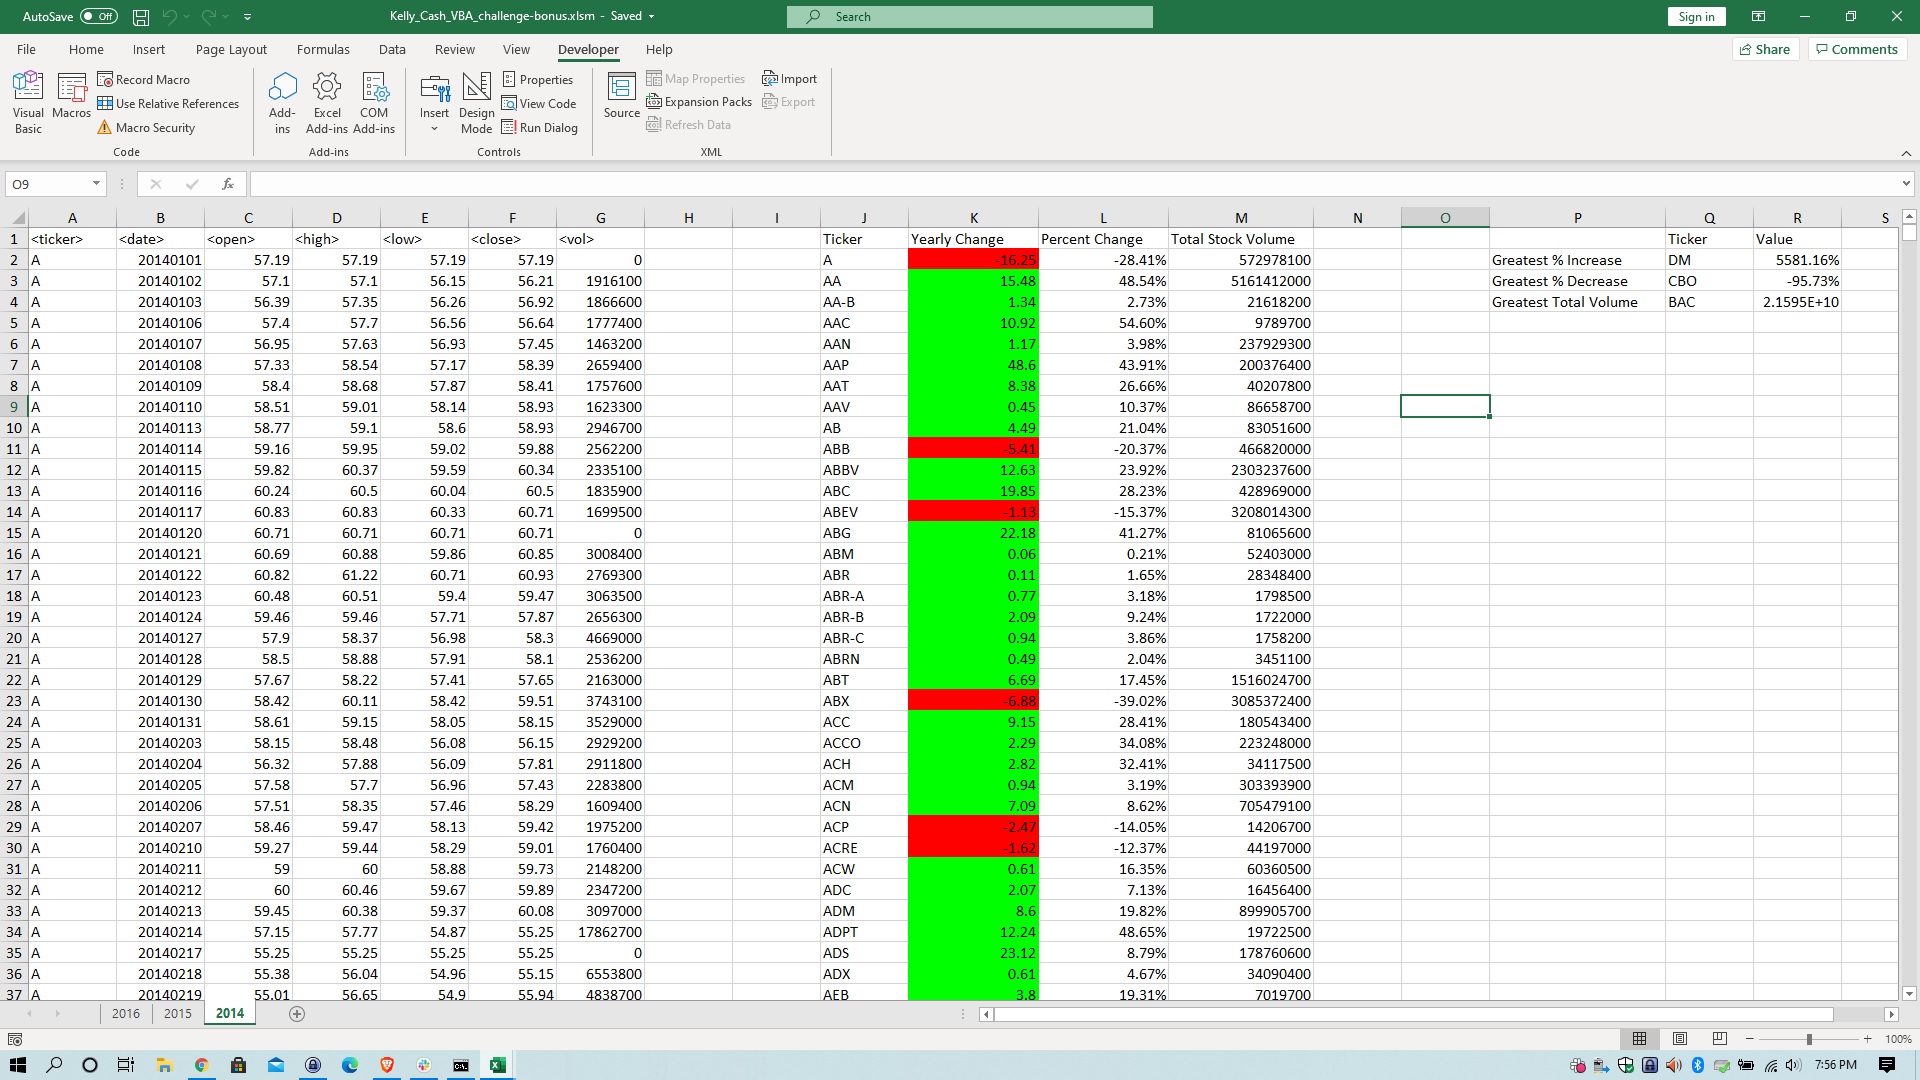 AutoSave Off Kelly_Cash_VBA_challenge-bonus.xlsm - Saved Search Sign in
File Home Insert Page Layout Formulas Data Review View Developer Help Share Comments
Visual Basic Macros Record Macro Use Relative References Macro Security Code
Add-ins Excel Add-ins COM Add-ins Add-ins
Insert Design Mode Properties View Code Run Dialog Controls
Source Map Properties Expansion Packs Refresh Data Import Export XML
O9 fx
A B C D E F G H I J K L M N O P Q R S
1 <ticker> <date> <open> <high> <low> <close> <vol> Ticker Yearly Change Percent Change Total Stock Volume Ticker Value
2 A 20140101 57.19 57.19 57.19 57.19 0 A -16.25 -28.41% 572978100 Greatest % Increase DM 5581.16%
3 A 20140102 57.1 57.1 56.15 56.21 1916100 AA 15.48 48.54% 5161412000 Greatest % Decrease CBO -95.73%
4 A 20140103 56.39 57.35 56.26 56.92 1866600 AA-B 1.34 2.73% 21618200 Greatest Total Volume BAC 2.1595E+10
5 A 20140106 57.4 57.7 56.56 56.64 1777400 AAC 10.92 54.60% 9789700
6 A 20140107 56.95 57.63 56.93 57.45 1463200 AAN 1.17 3.98% 237929300
7 A 20140108 57.33 58.54 57.17 58.39 2659400 AAP 48.6 43.91% 200376400
8 A 20140109 58.4 58.68 57.87 58.41 1757600 AAT 8.38 26.66% 40207800
9 A 20140110 58.51 59.01 58.14 58.93 1623300 AAV 0.45 10.37% 86658700
10 A 20140113 58.77 59.1 58.6 58.93 2946700 AB 4.49 21.04% 83051600
11 A 20140114 59.16 59.95 59.02 59.88 2562200 ABB -5.41 -20.37% 466820000
12 A 20140115 59.82 60.37 59.59 60.34 2335100 ABBV 12.63 23.92% 2303237600
13 A 20140116 60.24 60.5 60.04 60.5 1835900 ABC 19.85 28.23% 428969000
14 A 20140117 60.83 60.83 60.33 60.71 1699500 ABEV -1.13 -15.37% 3208014300
15 A 20140120 60.71 60.71 60.71 60.71 0 ABG 22.18 41.27% 81065600
16 A 20140121 60.69 60.88 59.86 60.85 3008400 ABM 0.06 0.21% 52403000
17 A 20140122 60.82 61.22 60.71 60.93 2769300 ABR 0.11 1.65% 28348400
18 A 20140123 60.48 60.51 59.4 59.47 3063500 ABR-A 0.77 3.18% 1798500
19 A 20140124 59.46 59.46 57.71 57.87 2656300 ABR-B 2.09 9.24% 1722000
20 A 20140127 57.9 58.37 56.98 58.3 4669000 ABR-C 0.94 3.86% 1758200
21 A 20140128 58.5 58.88 57.91 58.1 2536200 ABRN 0.49 2.04% 3451100
22 A 20140129 57.67 58.22 57.41 57.65 2163000 ABT 6.69 17.45% 1516024700
23 A 20140130 58.42 60.11 58.42 59.51 3743100 ABX -6.88 -39.02% 3085372400
24 A 20140131 58.61 59.15 58.05 58.15 3529000 ACC 9.15 28.41% 180543400
25 A 20140203 58.15 58.48 56.08 56.15 2929200 ACCO 2.29 34.08% 223248000
26 A 20140204 56.32 57.88 56.09 57.81 2911800 ACH 2.82 32.41% 34117500
27 A 20140205 57.58 57.7 56.96 57.43 2283800 ACM 0.94 3.19% 303393900
28 A 20140206 57.51 58.35 57.46 58.29 1609400 ACN 7.09 8.62% 705479100
29 A 20140207 58.46 59.47 58.13 59.42 1975200 ACP -2.47 -14.05% 14206700
30 A 20140210 59.27 59.44 58.29 59.01 1760400 ACRE -1.62 -12.37% 44197000
31 A 20140211 59 60 58.88 59.73 2148200 ACW 0.61 16.35% 60360500
32 A 20140212 60 60.46 59.67 59.89 2347200 ADC 2.07 7.13% 16456400
33 A 20140213 59.45 60.38 59.37 60.08 3097000 ADM 8.6 19.82% 899905700
34 A 20140214 57.15 57.77 54.87 55.25 17862700 ADPT 12.24 48.65% 19722500
35 A 20140217 55.25 55.25 55.25 55.25 0 ADS 23.12 8.79% 178760600
36 A 20140218 55.38 56.04 54.96 55.15 6553800 ADX 0.61 4.67% 34090400
37 A 20140219 55.01 56.65 54.9 55.94 4838700 AEB 3.8 19.31% 7019700
2016 2015 2014
100%
7:56 PM